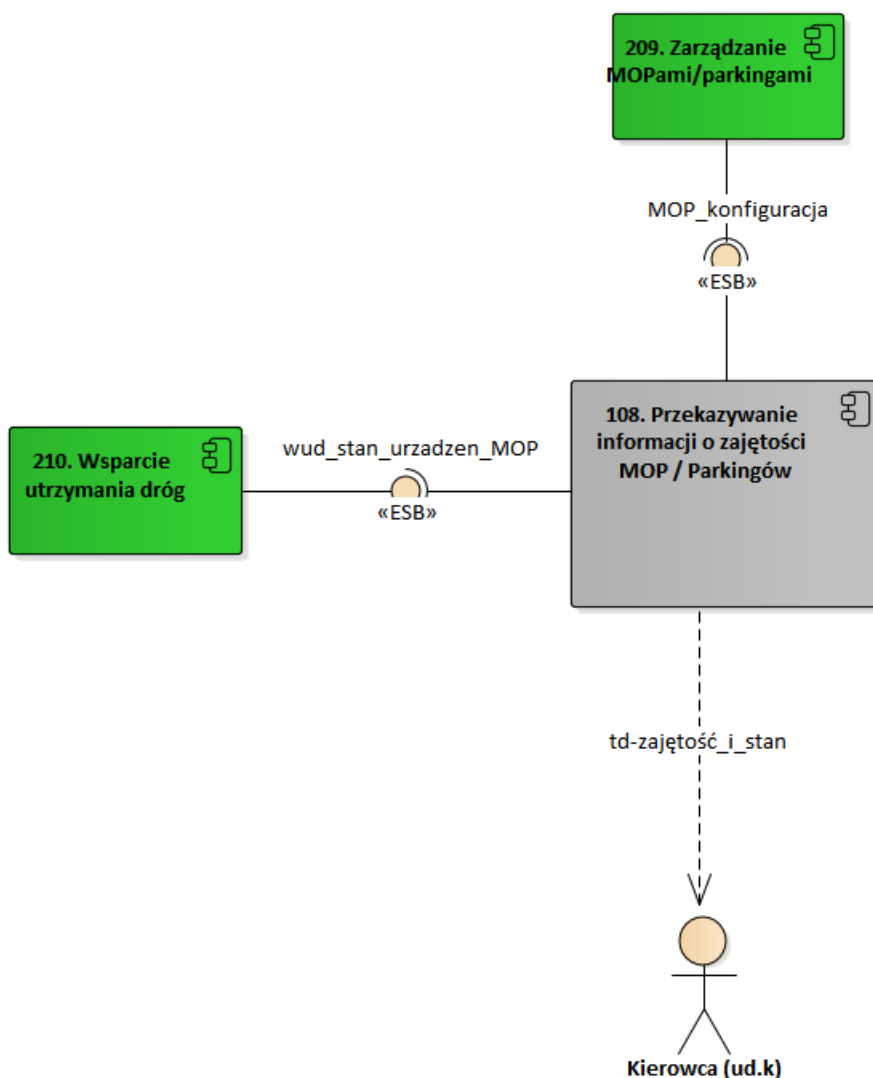 209. Zarządzanie
MOPami/parkingami
MOP_konfiguracja
«ESB»
108. Przekazywanie
informacji o zajętości
MOP / Parkingów
210. Wsparcie
utrzymania dróg
wud_stan_urzadzen_MOP
«ESB»
td-zajętość_i_stan
Kierowca (ud.k)